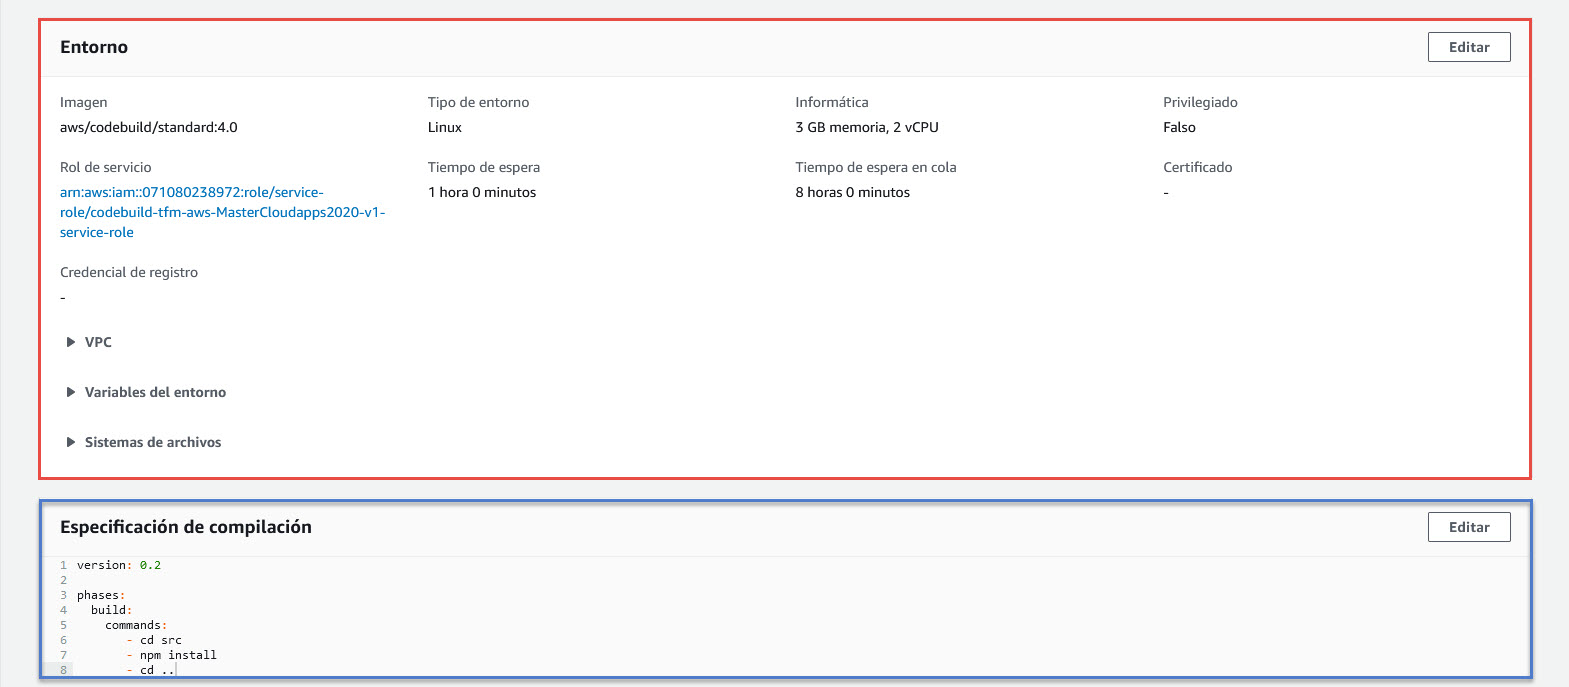 Entorno
Editar
Imagen
Tipo de entorno
Informática
Privilegiado
aws/codebuild/standard:4.0
Linux
3 GB memoria, 2 vCPU
Falso
Rol de servicio
Tiempo de espera
Tiempo de espera en cola
Certificado
arn:aws:iam::071080238972:role/service-
role/codebuild-tfm-aws-MasterCloudapps2020-v1-
service-role
1 hora 0 minutos
8 horas 0 minutos
-
Credencial de registro
-
VPC
Variables del entorno
Sistemas de archivos
Especificación de compilación
Editar
1 version: 0.2
2
3 phases:
4   build:
5     commands:
6        - cd src
7        - npm install
8        - cd ..